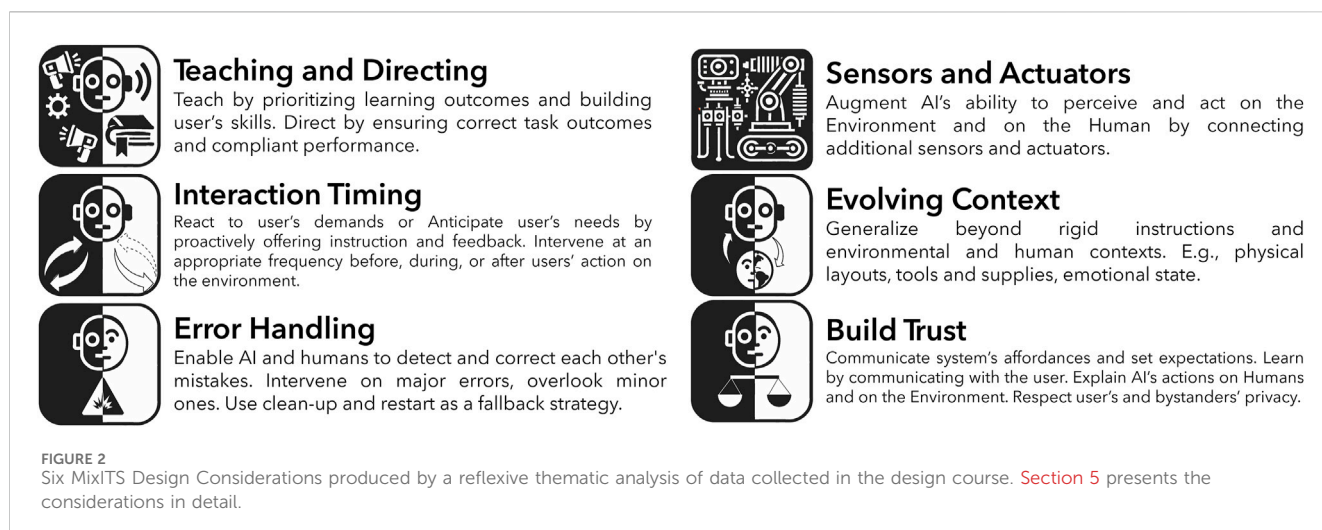 Teaching and Directing
Teach by prioritizing learning outcomes and building
user's skills. Direct by ensuring correct task outcomes
and compliant performance.
Interaction Timing
React to user's demands or Anticipate user's needs by
proactively offering instruction and feedback. Intervene at an
appropriate frequency before, during, or after users' action on
the environment.
Error Handling
Enable AI and humans to detect and correct each other's
mistakes. Intervene on major errors, overlook minor
ones. Use clean-up and restart as a fallback strategy.
Sensors and Actuators
Augment AI's ability to perceive and act on the
Environment and on the Human by connecting
additional sensors and actuators.
Evolving Context
Generalize beyond rigid instructions and
environmental and human contexts. E.g., physical
layouts, tools and supplies, emotional state.
Build Trust
Communicate system's affordances and set expectations. Learn
by communicating with the user. Explain AI's actions on Humans
and on the Environment. Respect user's and bystanders' privacy.
FIGURE 2
Six MixITS Design Considerations produced by a reflexive thematic analysis of data collected in the design course. Section 5 presents the
considerations in detail.